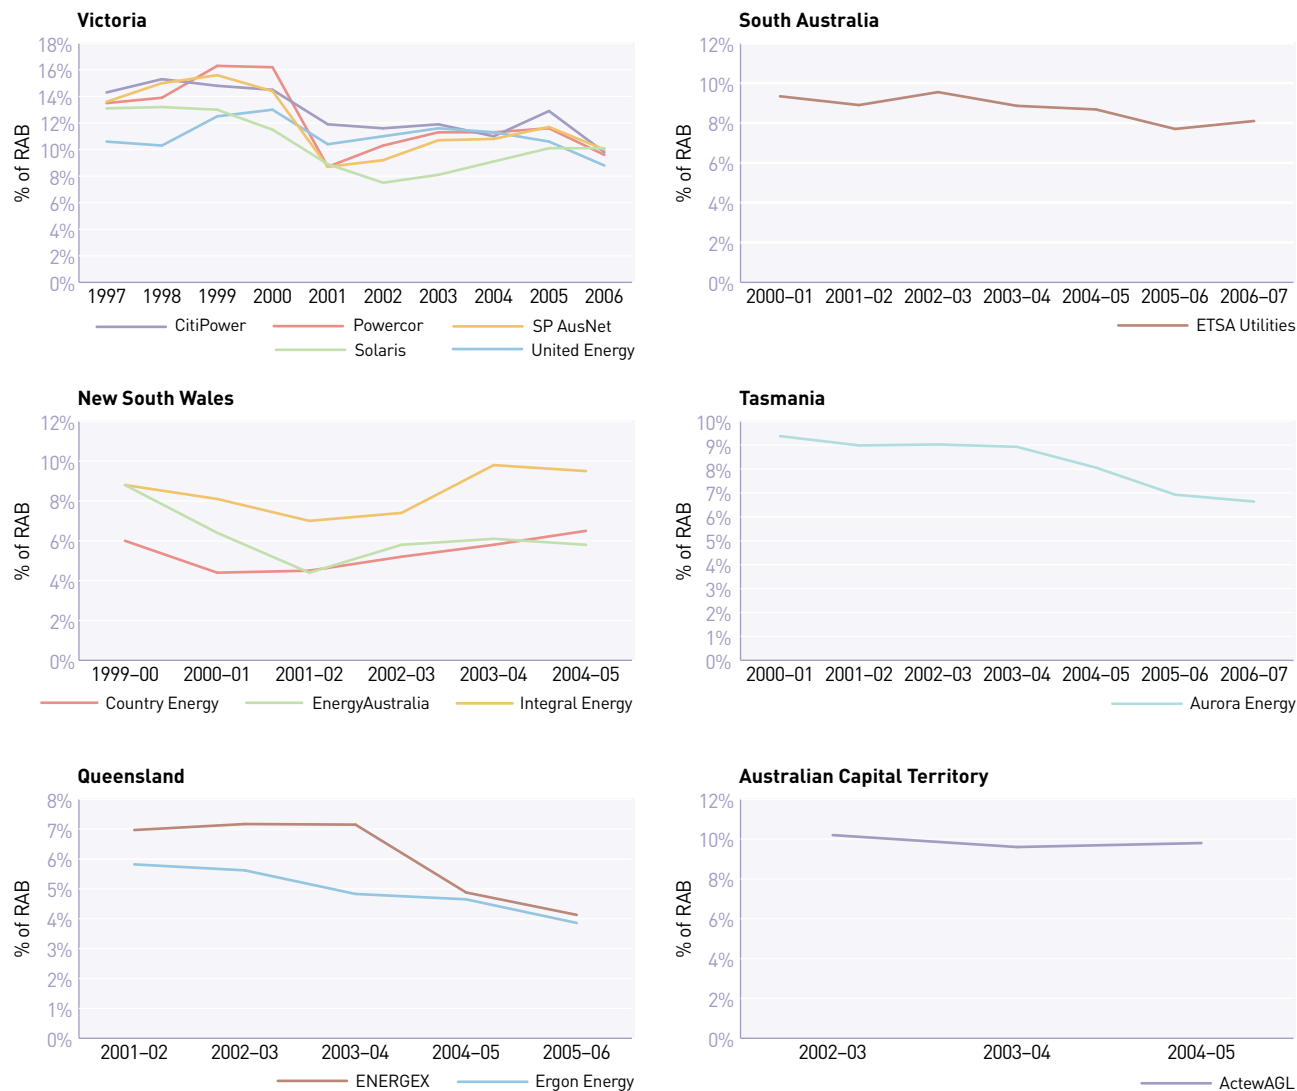 Victoria
18%
16%
14%
12%
10%
8%
6%
4%
2%
0%
% of RAB
1997 1998 1999 2000 2001 2002 2003 2004 2005 2006
CitiPower Powercor SP AusNet
Solaris United Energy
South Australia
12%
10%
8%
6%
4%
2%
0%
% of RAB
2000–01 2001–02 2002–03 2003–04 2004–05 2005–06 2006–07
ETSA Utilities
New South Wales
12%
10%
8%
6%
4%
2%
0%
% of RAB
1999–00 2000–01 2001–02 2002–03 2003–04 2004–05
Country Energy EnergyAustralia Integral Energy
Tasmania
10%
9%
8%
7%
6%
5%
4%
3%
2%
1%
0%
% of RAB
2000–01 2001–02 2002–03 2003–04 2004–05 2005–06 2006–07
Aurora Energy
Queensland
8%
7%
6%
5%
4%
3%
2%
1%
0%
% of RAB
2001–02 2002–03 2003–04 2004–05 2005–06
ENERGEX Ergon Energy
Australian Capital Territory
12%
10%
8%
6%
4%
2%
0%
% of RAB
2002–03 2003–04 2004–05
ActewAGL